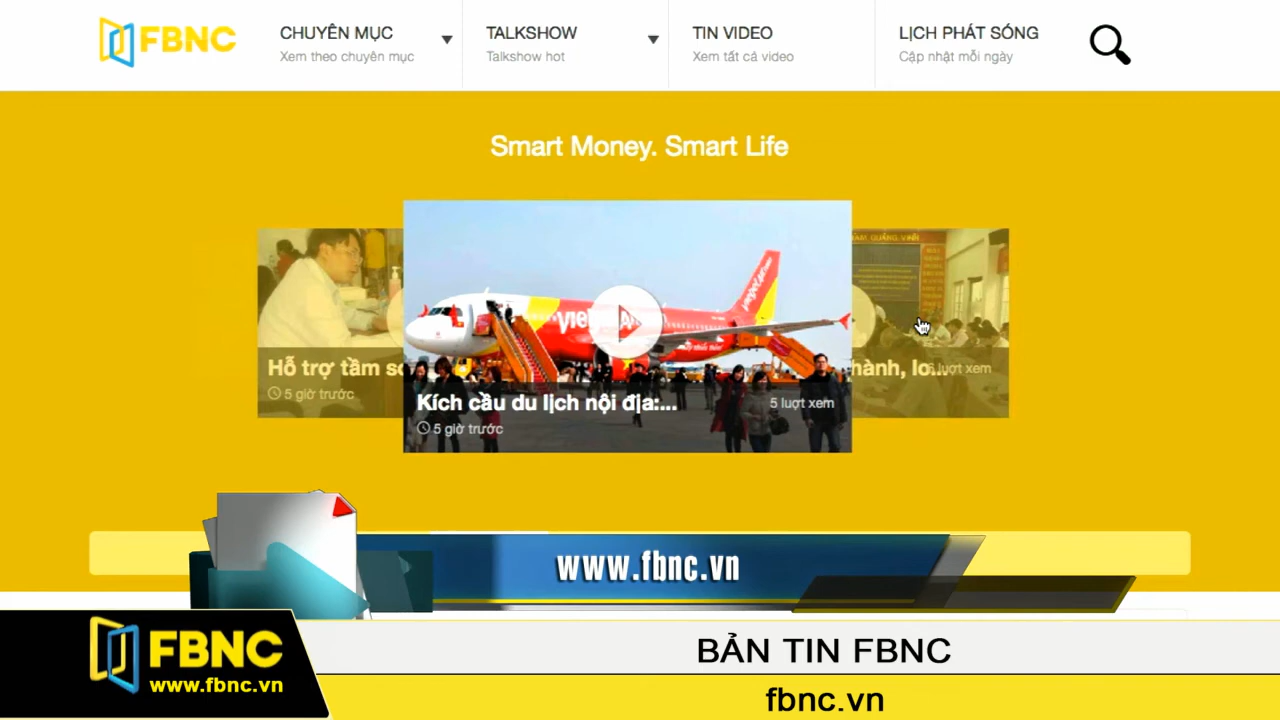 FBNC
CHUYÊN MỤC
Xem theo chuyên mục
TALKSHOW
Talkshow hot
TIN VIDEO
Xem tất cả video
LỊCH PHÁT SÓNG
Cập nhật mỗi ngày
Smart Money. Smart Life
Hỗ trợ tầm
5 giờ trước
Kích cầu du lịch nội địa:...
5 lượt xem
5 giờ trước
hành, lo...
lượt xem
www.fbnc.vn
FBNC
www.fbnc.vn
BẢN TIN FBNC
fbnc.vn